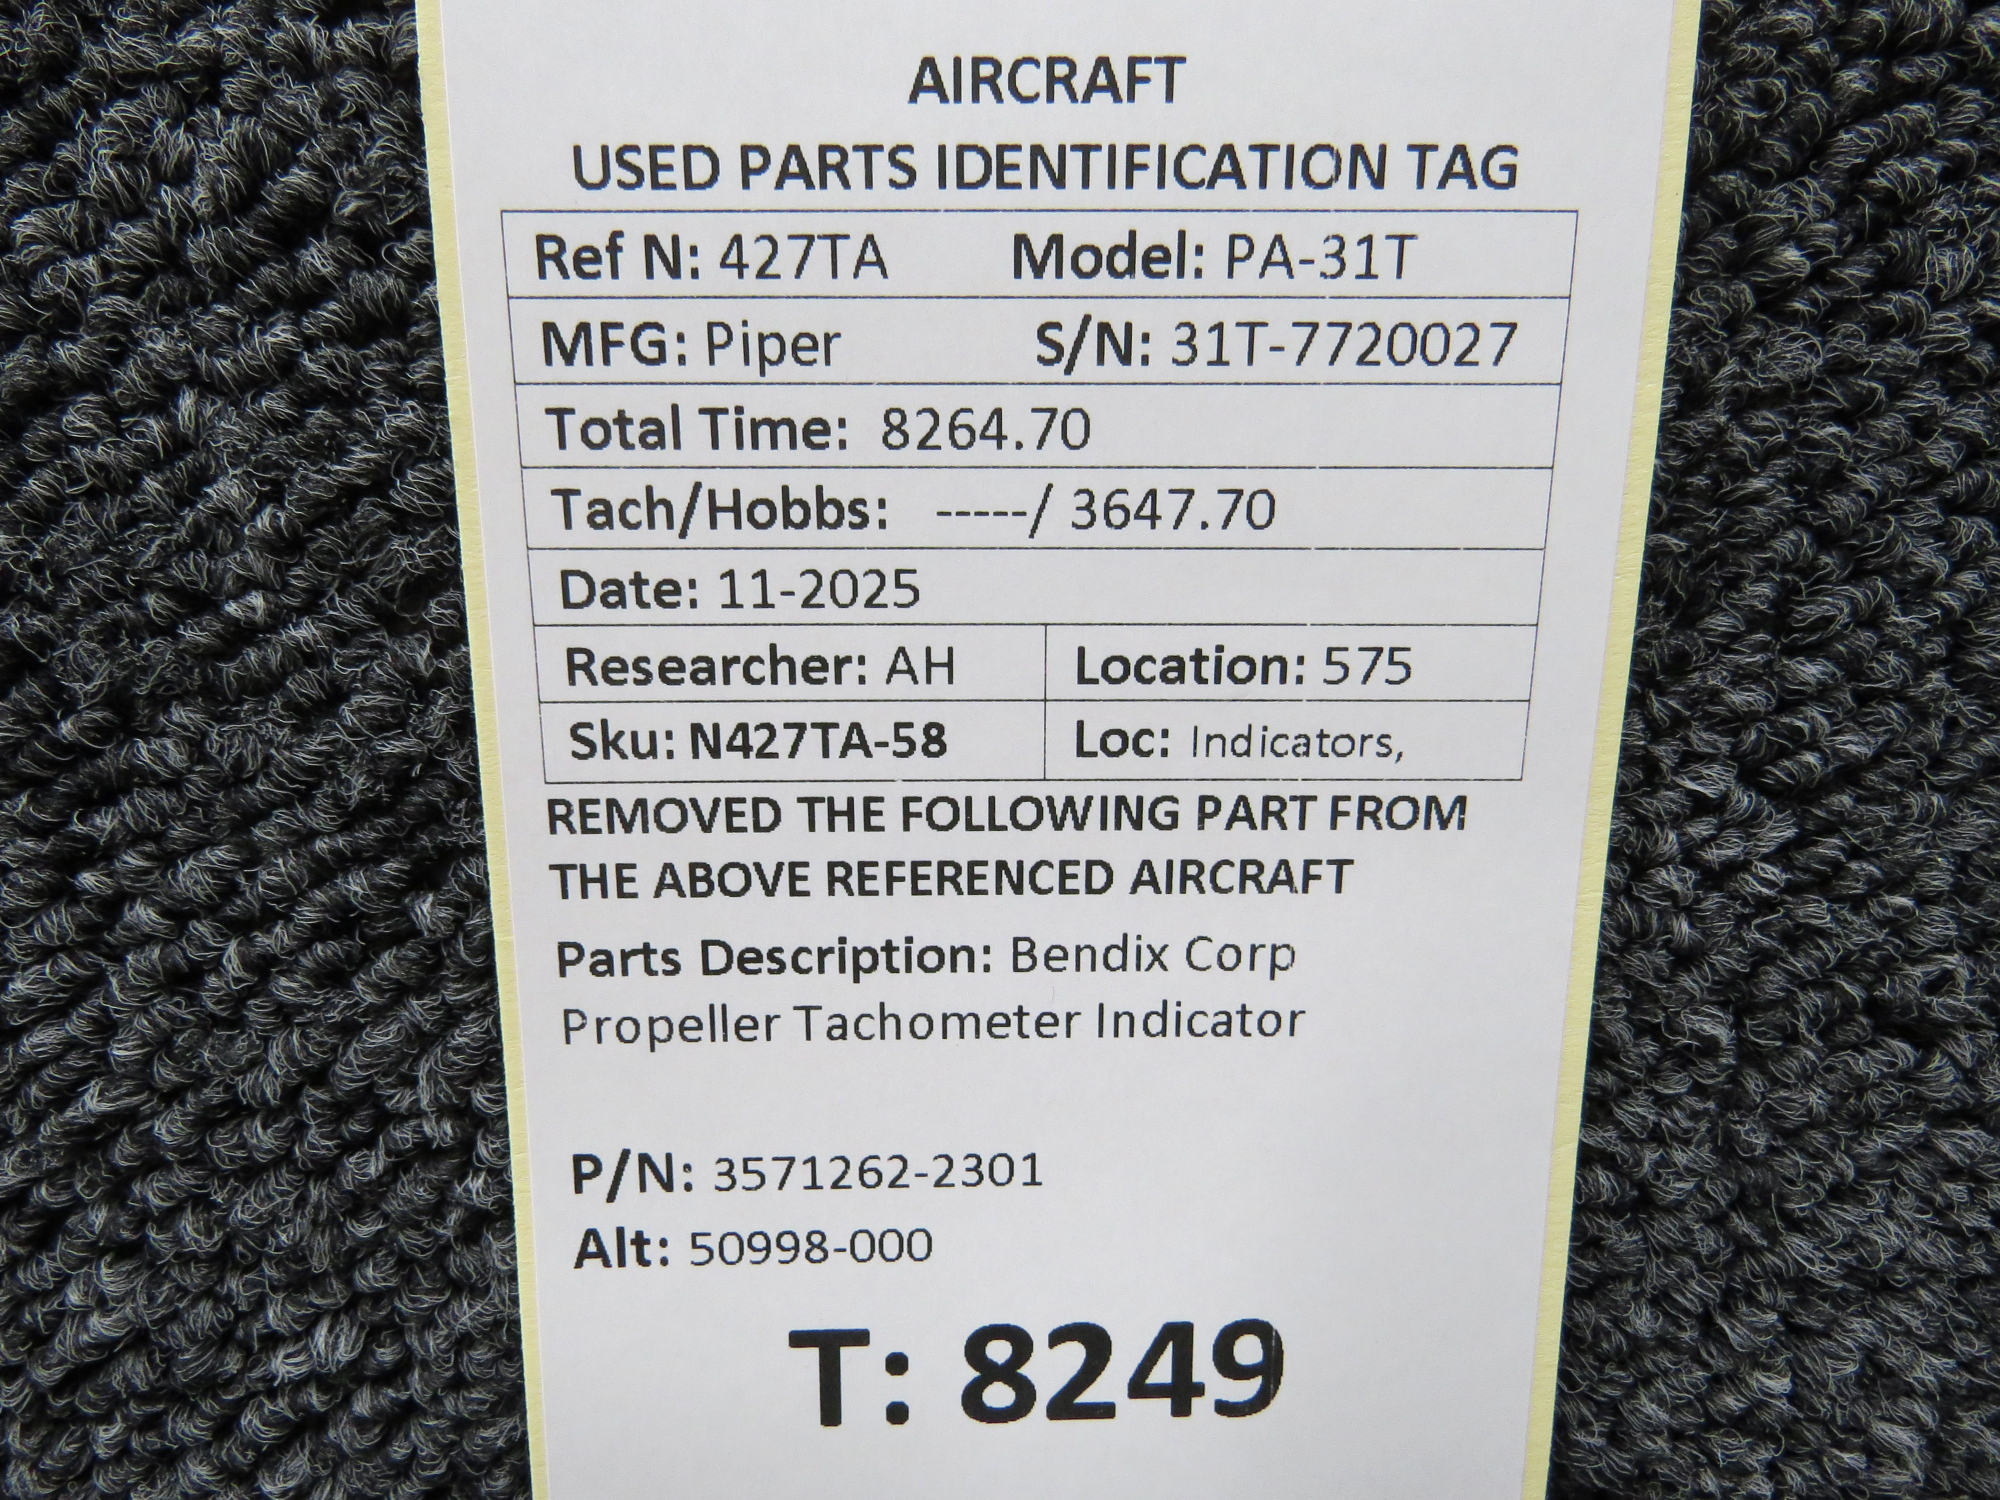 AIRCRAFT
USED PARTS IDENTIFICATION TAG
Ref N: 427TA Model: PA-31T
MFG: Piper S/N: 31T-7720027
Total Time: 8264.70
Tach/Hobbs: -----/ 3647.70
Date: 11-2025
Researcher: AH Location: 575
Sku: N427TA-58 Loc: Indicators,
REMOVED THE FOLLOWING PART FROM
THE ABOVE REFERENCED AIRCRAFT
Parts Description: Bendix Corp
Propeller Tachometer Indicator
P/N: 3571262-2301
Alt: 50998-000
T: 8249